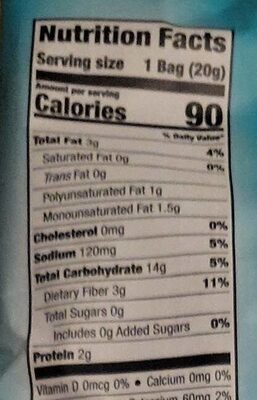 Nutrition Facts
Serving size 1 Bag (20g)
Amount per serving
Calories 90
% Daily Value*
Total Fat 3g 4%
Saturated Fat 0g 0%
Trans Fat 0g
Polyunsaturated Fat 1g
Monounsaturated Fat 1.5g
Cholesterol 0mg 0%
Sodium 120mg 5%
Total Carbohydrate 14g 5%
Dietary Fiber 3g 11%
Total Sugars 0g
Includes 0g Added Sugars 0%
Protein 2g
Vitamin D 0mcg 0% • Calcium 0mg 0%
60mg 2%